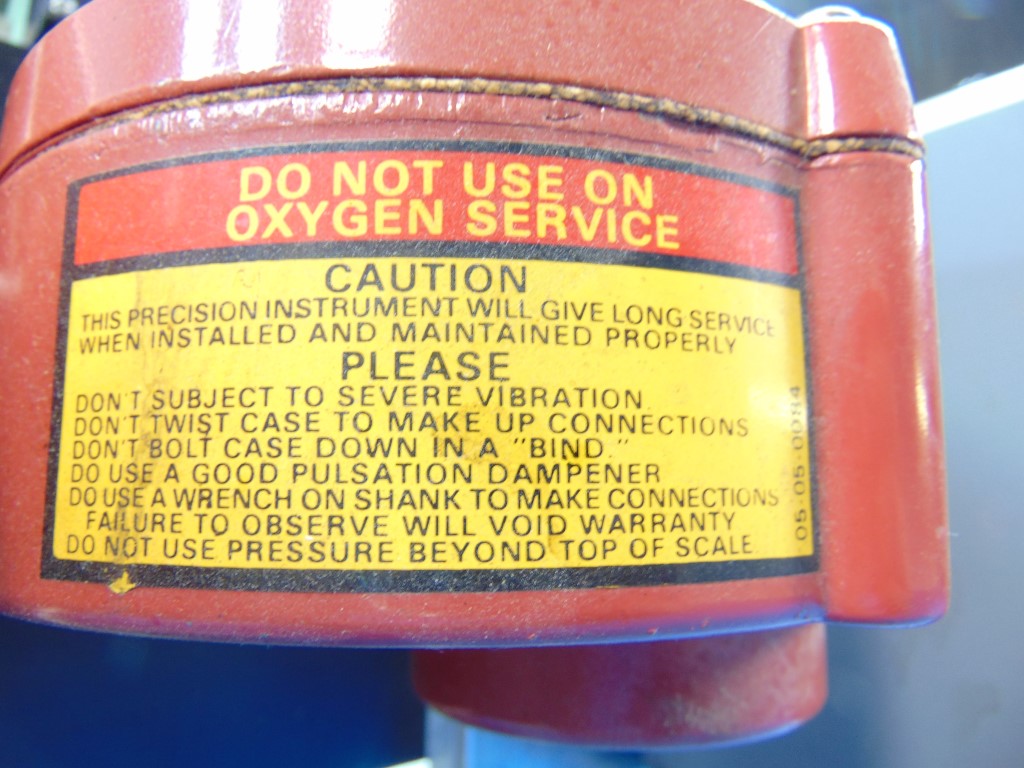 DO NOT USE ON
OXYGEN SERVICE
CAUTION
THIS PRECISION INSTRUMENT WILL GIVE LONG SERVICE
WHEN INSTALLED AND MAINTAINED PROPERLY
PLEASE
DON'T SUBJECT TO SEVERE VIBRATION.
DON'T TWIST CASE TO MAKE UP CONNECTIONS
DON'T BOLT CASE DOWN IN A "BIND."
DO USE A GOOD PULSATION DAMPENER
DO USE A WRENCH ON SHANK TO MAKE CONNECTIONS
FAILURE TO OBSERVE WILL VOID WARRANTY
DO NOT USE PRESSURE BEYOND TOP OF SCALE.
05-05-0084